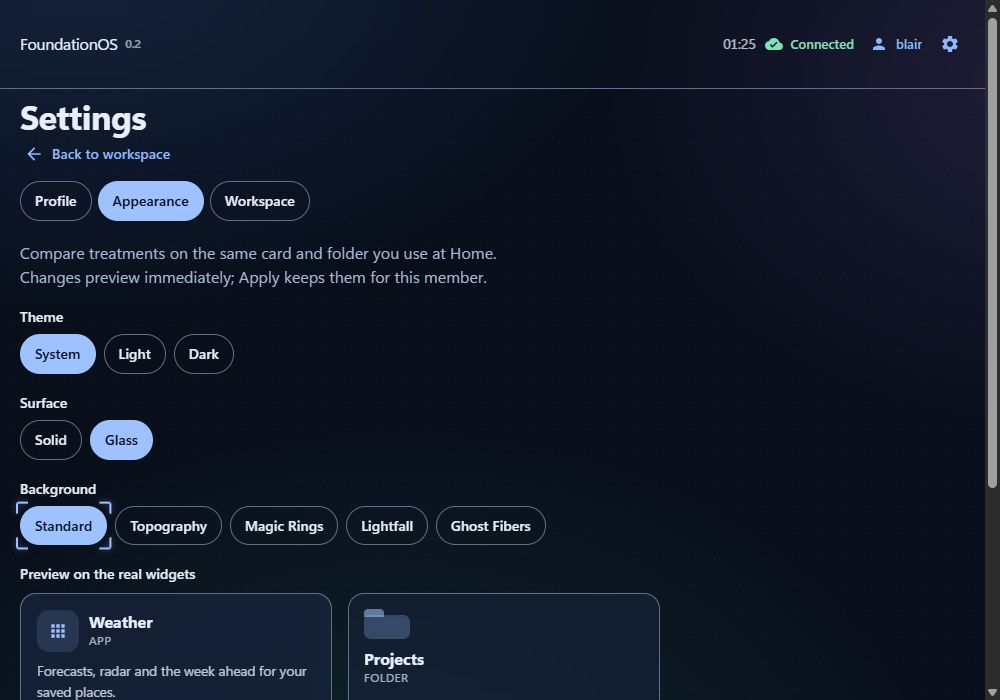 FoundationOS 0.2
01:25 Connected blair
Settings
Back to workspace
Profile Appearance Workspace
Compare treatments on the same card and folder you use at Home.
Changes preview immediately; Apply keeps them for this member.
Theme
System Light Dark
Surface
Solid Glass
Background
Standard Topography Magic Rings Lightfall Ghost Fibers
Preview on the real widgets
Weather
APP
Forecasts, radar and the week ahead for your
saved places.
Projects
FOLDER